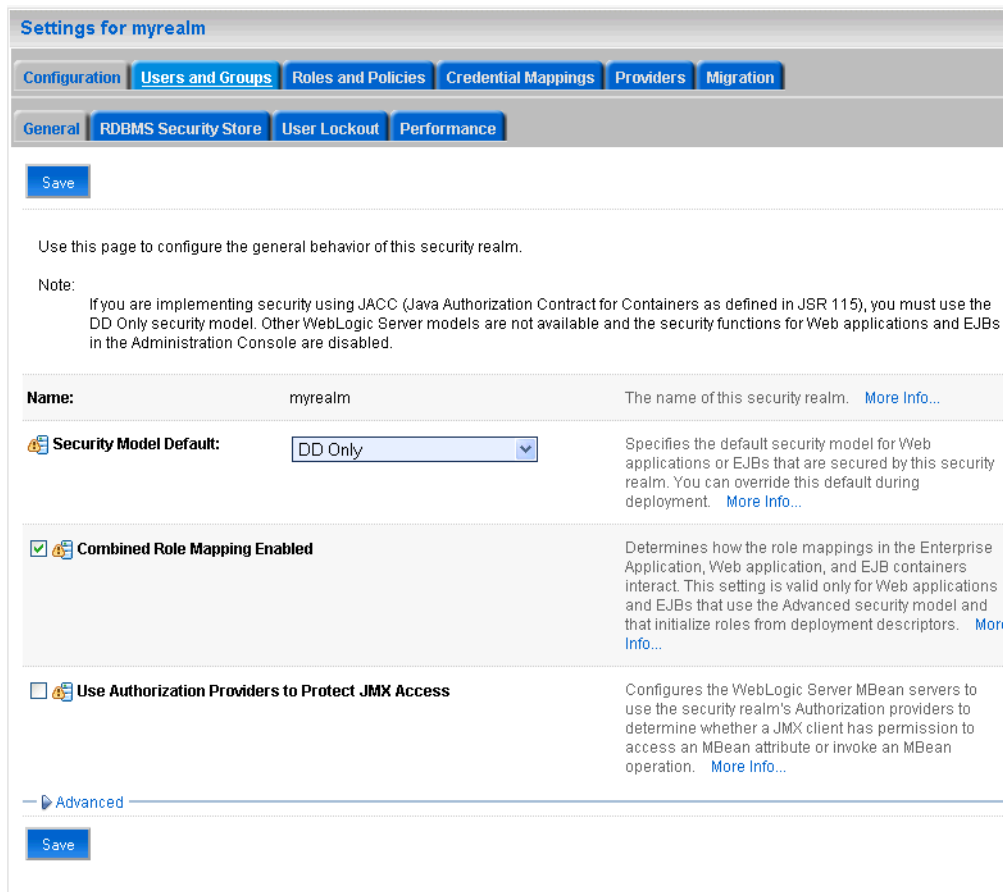 Settings for myrealm
Configuration Users and Groups Roles and Policies Credential Mappings Providers Migration
General RDBMS Security Store User Lockout Performance
Save
Use this page to configure the general behavior of this security realm.
Note:
If you are implementing security using JACC (Java Authorization Contract for Containers as defined in JSR 115), you must use the
DD Only security model. Other WebLogic Server models are not available and the security functions for Web applications and EJBs
in the Administration Console are disabled.
Name: myrealm The name of this security realm. More Info...
Security Model Default: DD Only Specifies the default security model for Web
applications or EJBs that are secured by this security
realm. You can override this default during
deployment. More Info...
Combined Role Mapping Enabled Determines how the role mappings in the Enterprise
Application, Web application, and EJB containers
interact. This setting is valid only for Web applications
and EJBs that use the Advanced security model and
that initialize roles from deployment descriptors. More
Info...
Use Authorization Providers to Protect JMX Access Configures the WebLogic Server MBean servers to
use the security realm's Authorization providers to
determine whether a JMX client has permission to
access an MBean attribute or invoke an MBean
operation. More Info...
Advanced
Save